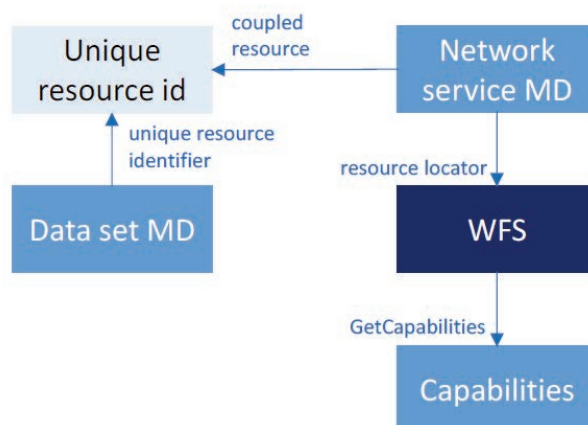 coupled
resource
Unique
resource id
Network
service MD
unique resource
identifier
resource locator
Data set MD
WFS
GetCapabilities
Capabilities